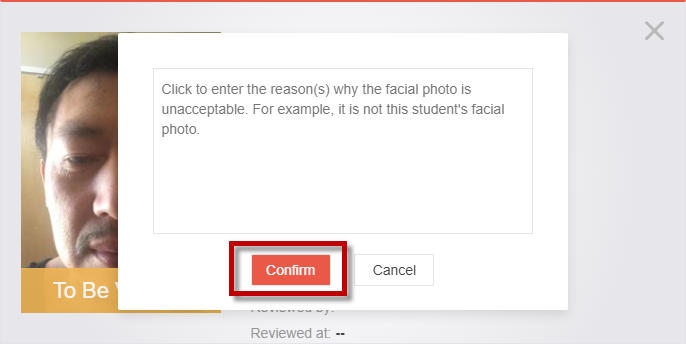 Click to enter the reason(s) why the facial photo is
unacceptable. For example, it is not this student's facial
photo.
Confirm
Cancel
To Be
Reviewed by:
Reviewed at: --